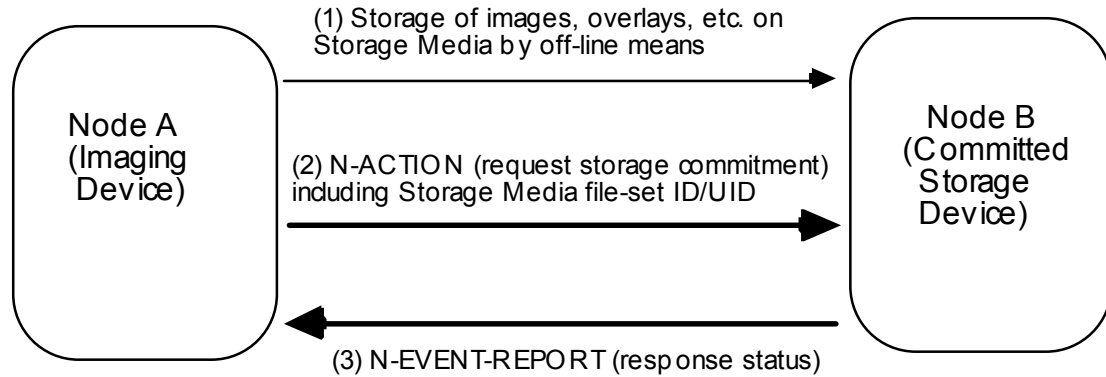 (1) Storage of images, overlays, etc. on
Storage Media by off-line means
Node A
(Imaging
Device)
(2) N-ACTION (request storage commitment)
including Storage Media file-set ID/UID
Node B
(Committed
Storage
Device)
(3) N-EVENT-REPORT (response status)